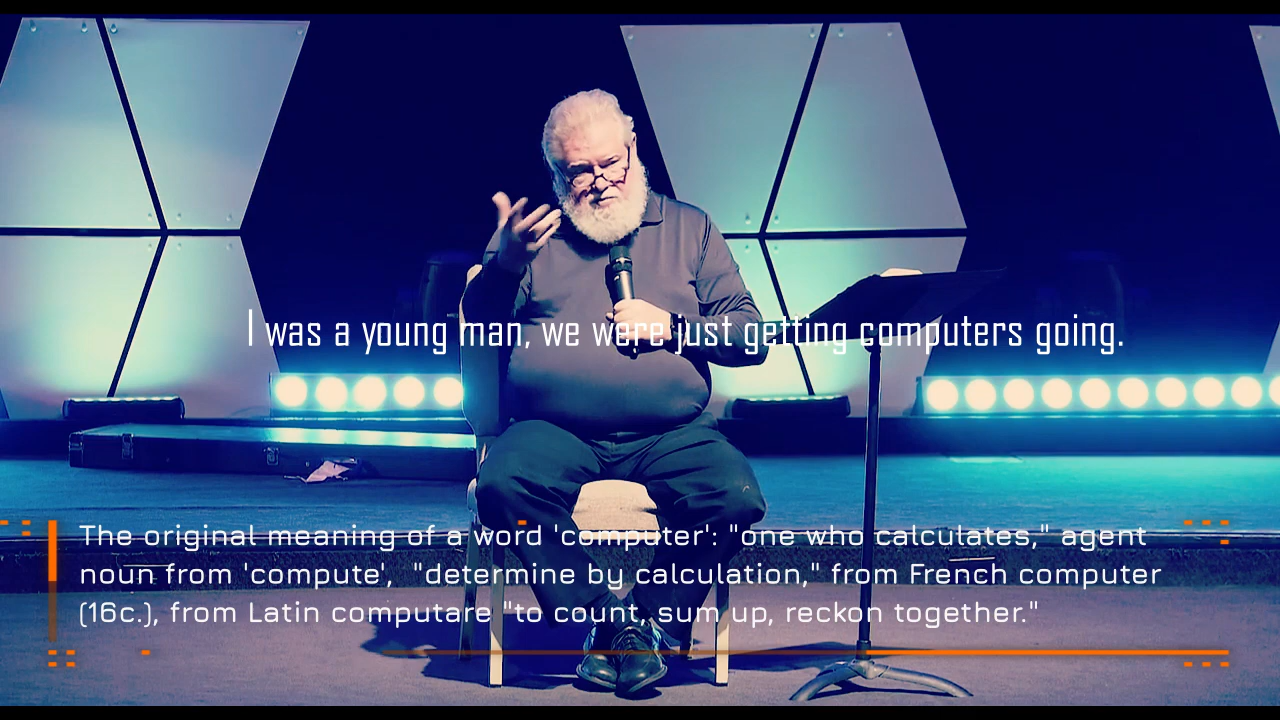 I was a young man, we were just getting computers going.
The original meaning of a word 'computer': "one who calculates," agent
noun from 'compute', "determine by calculation," from French computer
(16c.), from Latin computare "to count, sum up, reckon together."